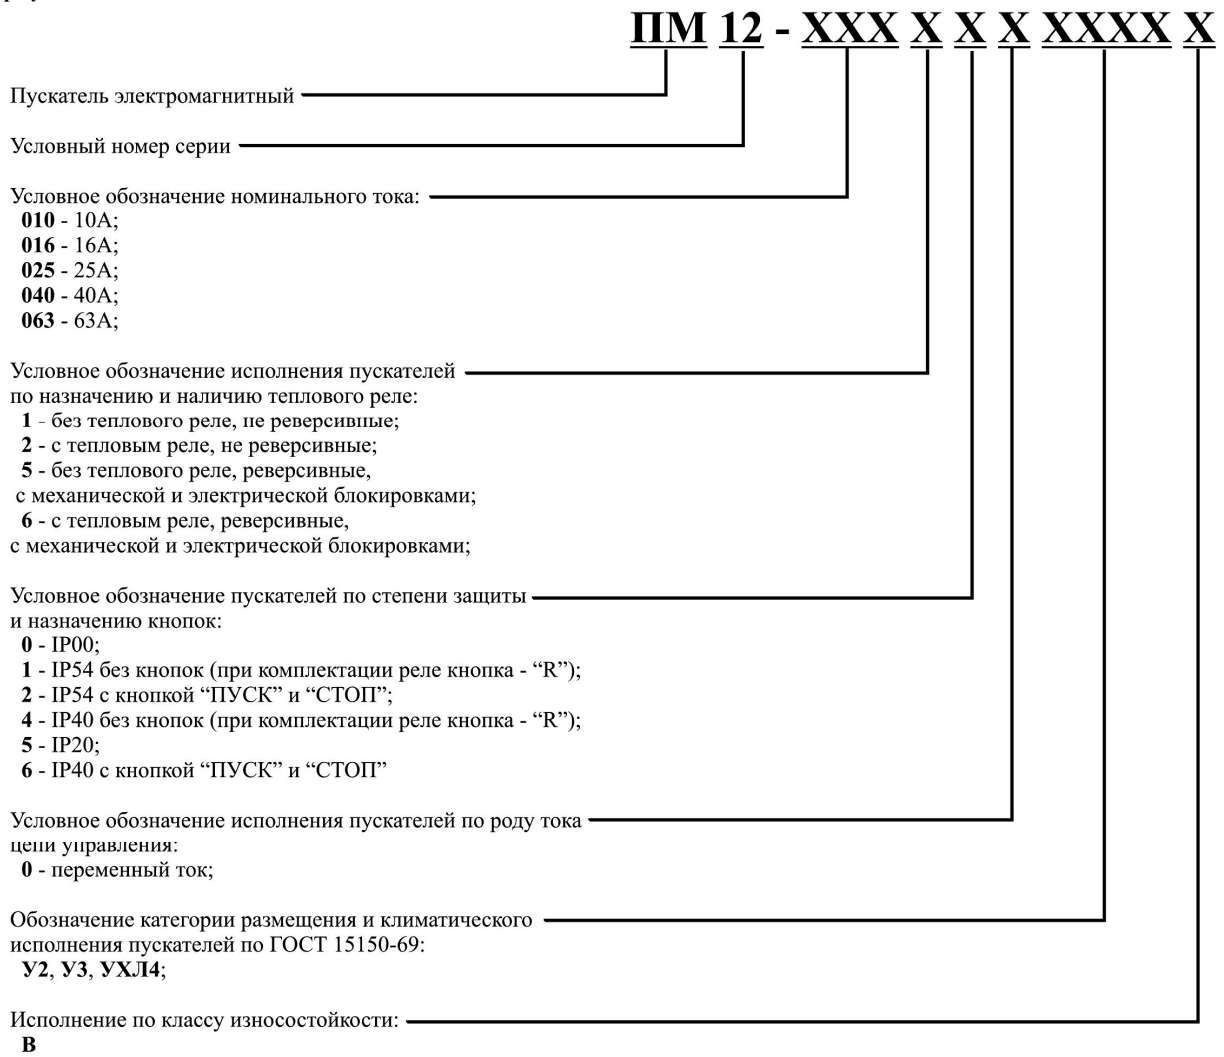 ПМ 12 - ХХХ Х Х Х ХХХХ Х
Пускатель электромагнитный
Условный номер серии
Условное обозначение номинального тока:
010 - 10А;
016 - 16А;
025 - 25А;
040 - 40А;
063 - 63А;
Условное обозначение исполнения пускателей
по назначению и наличию теплового реле:
1 - без теплового реле, не реверсивные;
2 - с тепловым реле, не реверсивные;
5 - без теплового реле, реверсивные,
с механической и электрической блокировками;
6 - с тепловым реле, реверсивные,
с механической и электрической блокировками;
Условное обозначение пускателей по степени защиты
и назначению кнопок:
0 - IP00;
1 - IP54 без кнопок (при комплектации реле кнопка - “R”);
2 - IP54 с кнопкой “ПУСК” и “СТОП”;
4 - IP40 без кнопок (при комплектации реле кнопка - “R”);
5 - IP20;
6 - IP40 с кнопкой “ПУСК” и “СТОП”
Условное обозначение исполнения пускателей по роду тока
цепи управления:
0 - переменный ток;
Обозначение категории размещения и климатического
исполнения пускателей по ГОСТ 15150-69:
У2, У3, УХЛ4;
Исполнение по классу износостойкости:
В